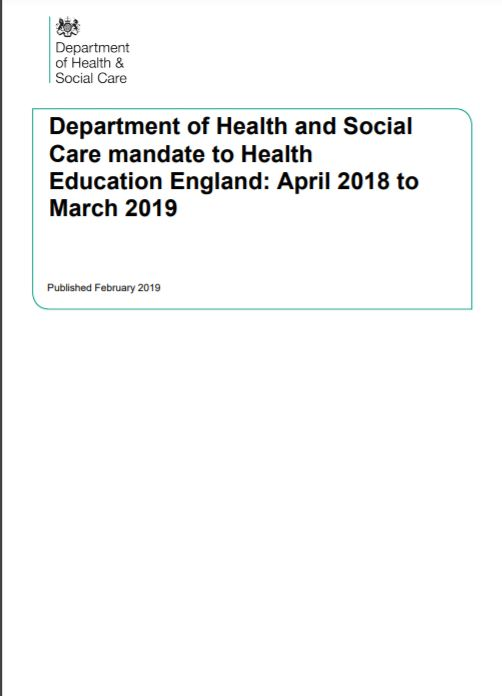 Department
of Health &
Social Care
Department of Health and Social
Care mandate to Health
Education England: April 2018 to
March 2019
Published February 2019